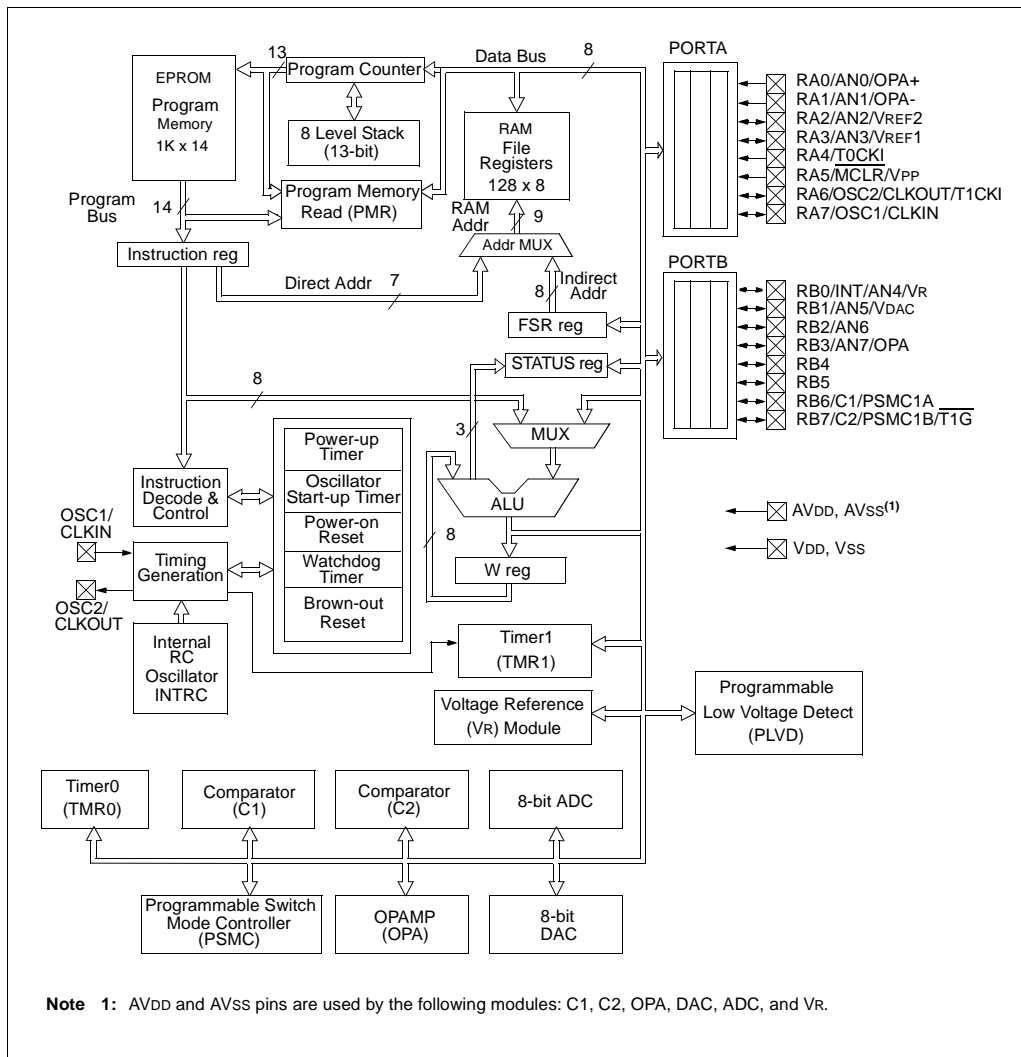 EPROM
Program
Memory
1K x 14
13
Program Counter
Data Bus
8
8 Level Stack
(13-bit)
Program Memory
Read (PMR)
RAM
File
Registers
128 x 8
Program
Bus
14
RAM
Addr
9
Addr MUX
Instruction reg
Direct Addr
7
Indirect
Addr
8
FSR reg
STATUS reg
8
3
MUX
ALU
8
W reg
PORTA
RA0/AN0/OPA+
RA1/AN1/OPA-
RA2/AN2/VREF2
RA3/AN3/VREF1
RA4/T0CKI
RA5/MCLR/VPP
RA6/OSC2/CLKOUT/T1CKI
RA7/OSC1/CLKIN
PORTB
RB0/INT/AN4/VR
RB1/AN5/VDAC
RB2/AN6
RB3/AN7/OPA
RB4
RB5
RB6/C1/PSMC1A
RB7/C2/PSMC1B/T1G
AVDD, AVSS(1)
VDD, VSS
Instruction
Decode &
Control
OSC1/
CLKIN
Timing
Generation
OSC2/
CLKOUT
Internal
RC
Oscillator
INTRC
Power-up
Timer
Oscillator
Start-up Timer
Power-on
Reset
Watchdog
Timer
Brown-out
Reset
Timer1
(TMR1)
Voltage Reference
(VR) Module
Programmable
Low Voltage Detect
(PLVD)
Timer0
(TMR0)
Comparator
(C1)
Comparator
(C2)
8-bit ADC
Programmable Switch
Mode Controller
(PSMC)
OPAMP
(OPA)
8-bit
DAC
Note 1: AVDD and AVSS pins are used by the following modules: C1, C2, OPA, DAC, ADC, and VR.